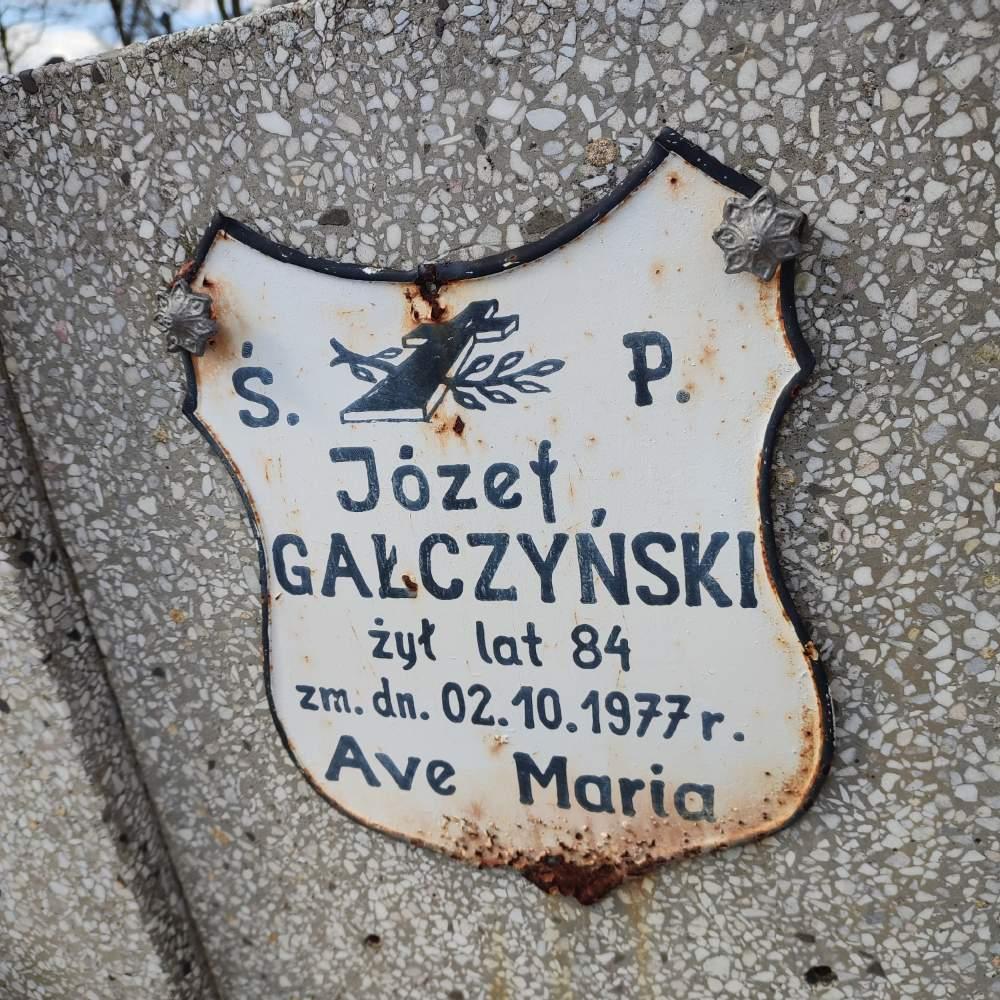 Ś. P.
Józef
GAŁCZYŃSKI
żył lat 84
zm. dn. 02.10.1977 r.
Ave Maria